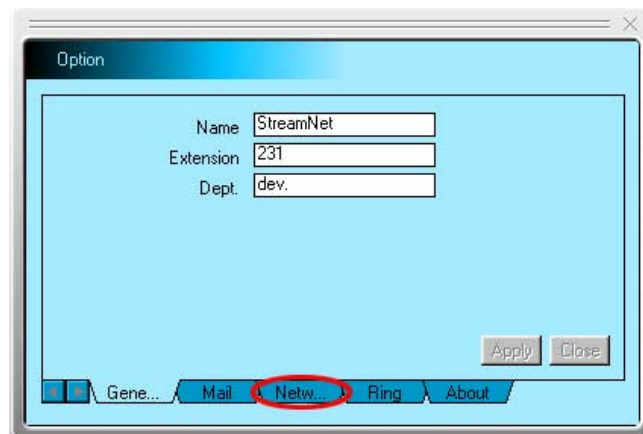 Option
Name StreamNet
Extension 231
Dept. dev.
Apply Close
Gene... Mail Netw... Ring About